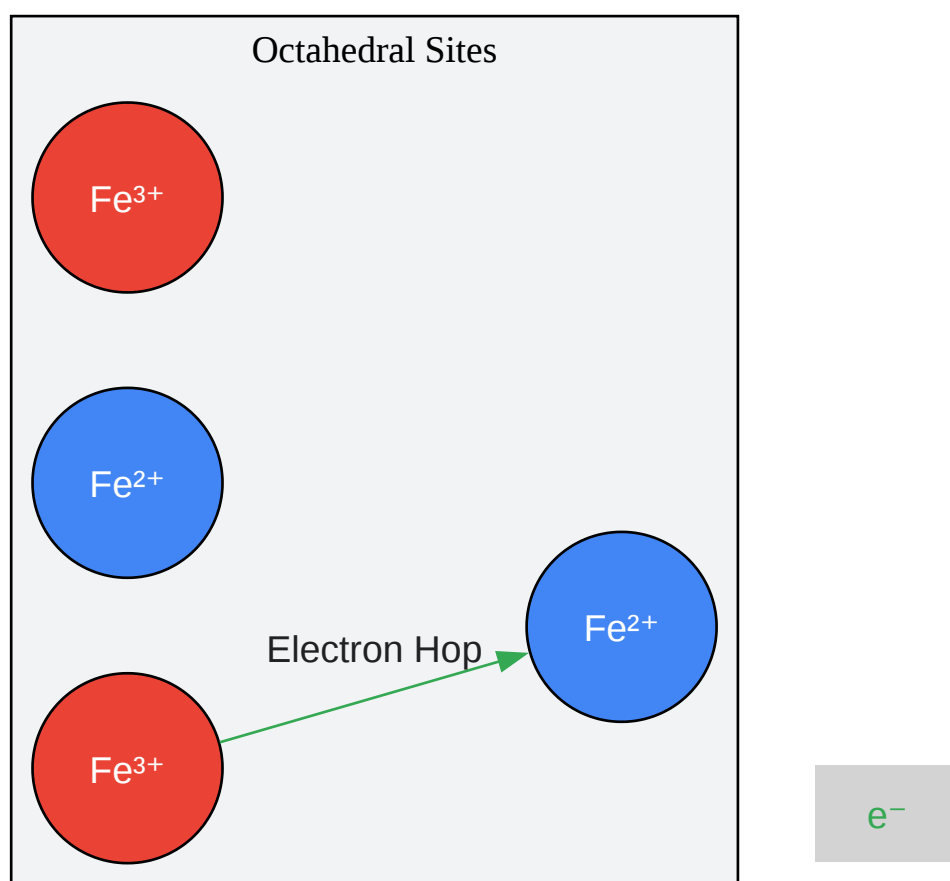 Octahedral Sites
Fe³⁺
Fe²⁺
Fe²⁺
Electron Hop
Fe³⁺
e⁻